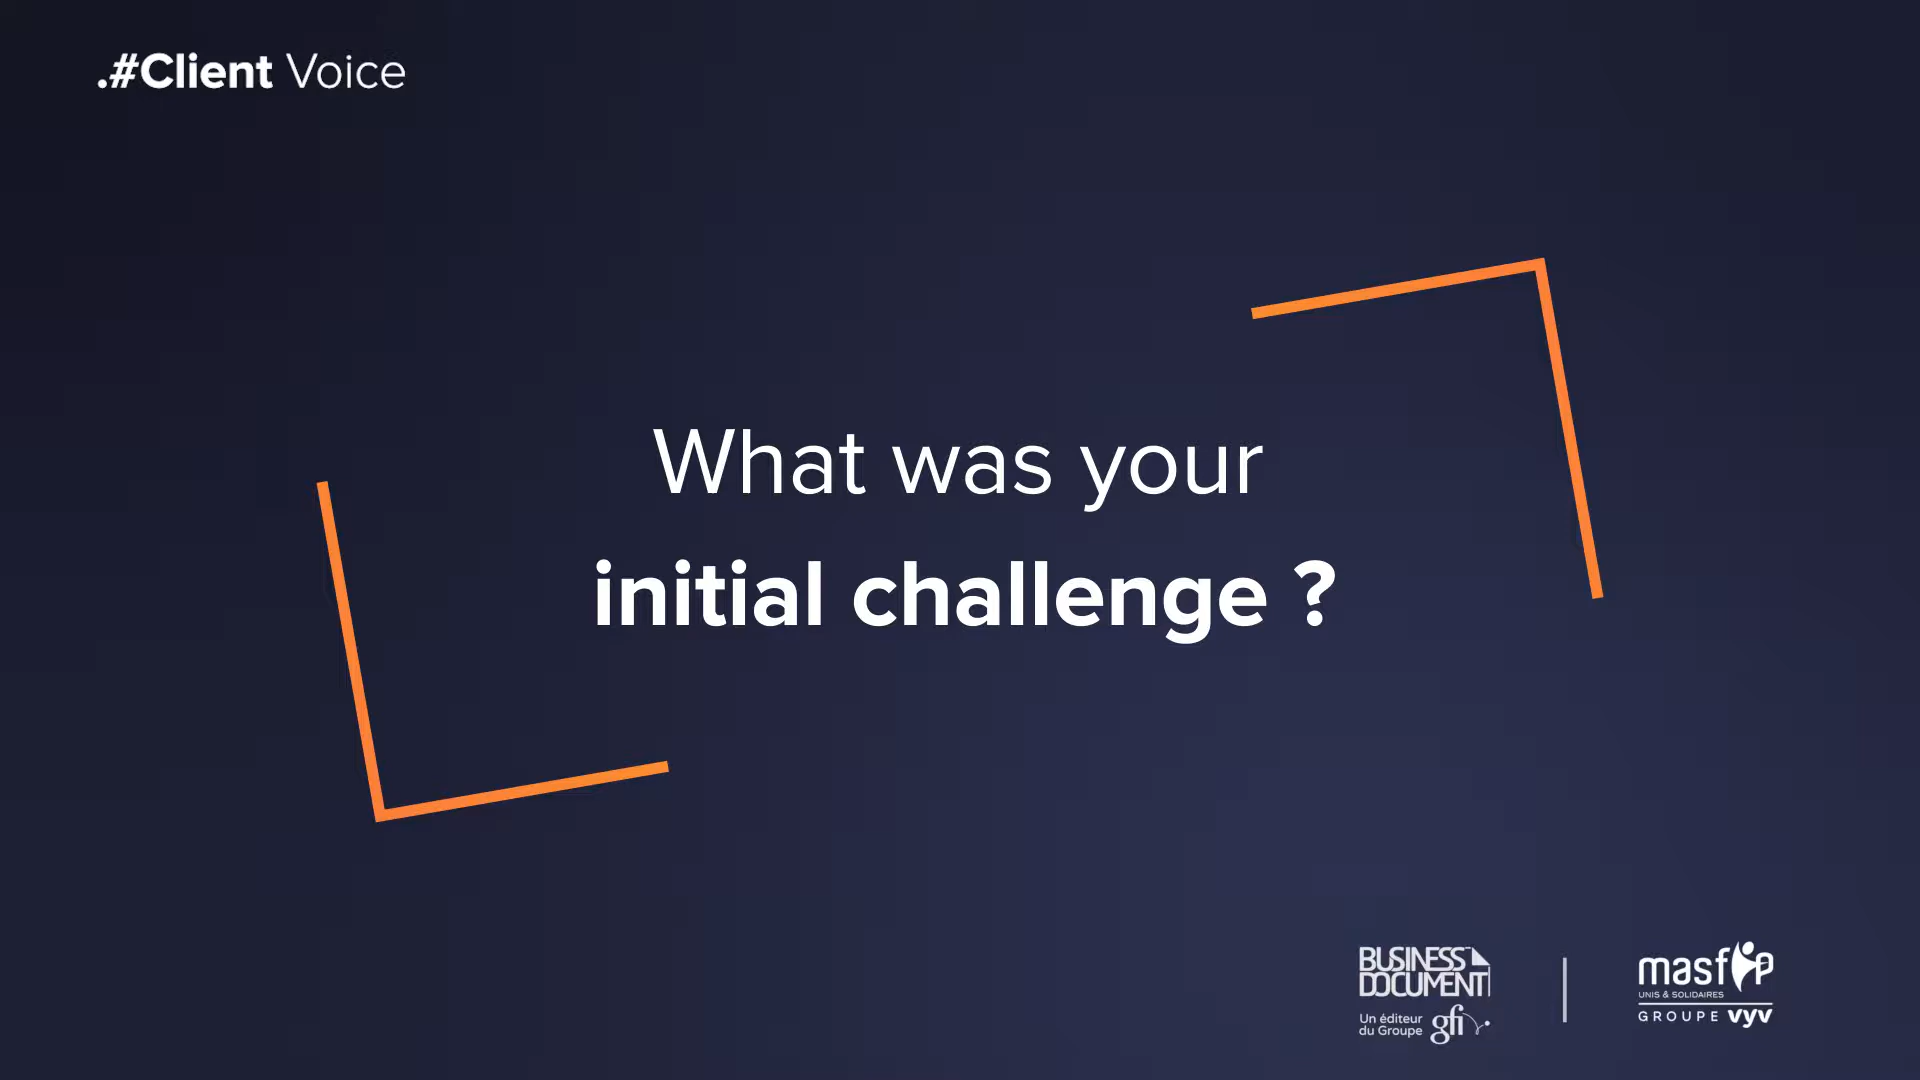 .#Client Voice
What was your
initial challenge ?
BUSINESS
DOCUMENT
Un éditeur
du Groupe gfi
masfip
UNIS & SOLIDAIRES
GROUPE vyv